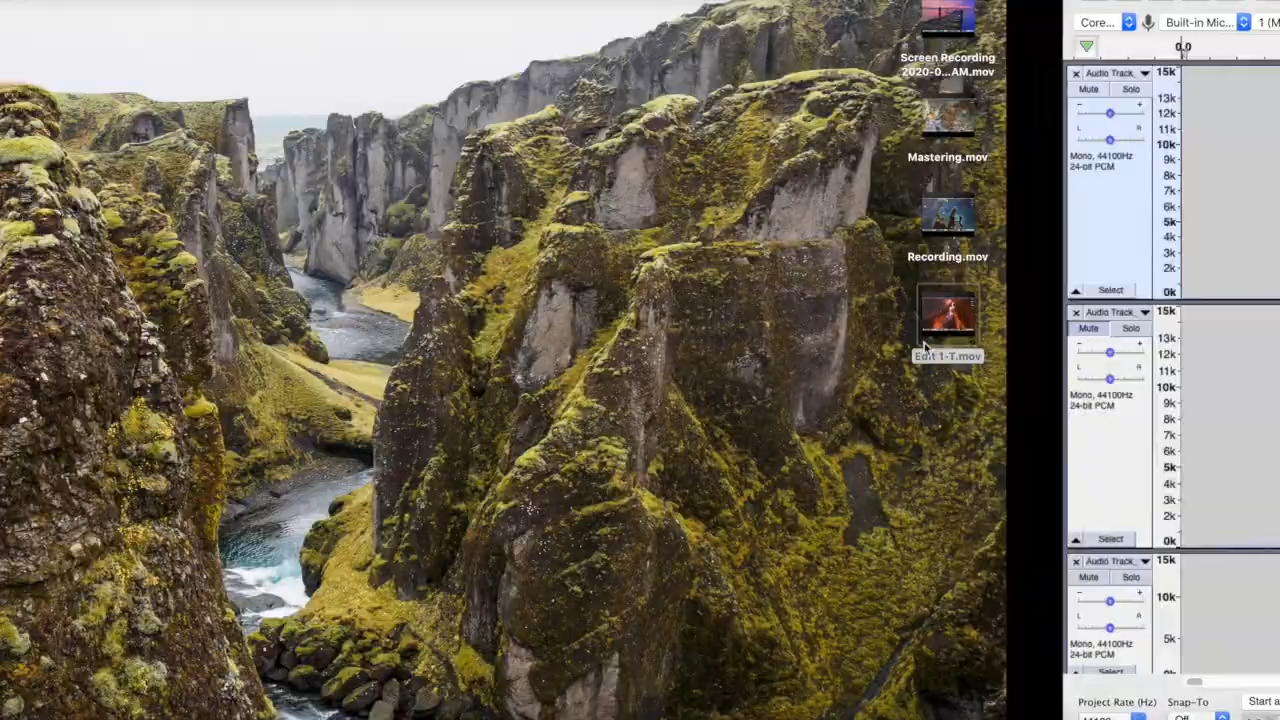 Screen Recording
2020-0...AM.mov
Mastering.mov
Recording.mov
Edit 1-T.mov
Core...
Built-in Mic...
1 (M
0.0
Audio Track
Mute
Solo
- +
L R
Mono, 44100Hz
24-bit PCM
Select
15k
13k
12k
11k
10k
9k
8k
7k
6k
5k
4k
3k
2k
0k
Audio Track
Mute
Solo
- +
L R
Mono, 44100Hz
24-bit PCM
Select
15k
13k
12k
11k
10k
9k
8k
7k
6k
5k
4k
3k
2k
0k
Audio Track
Mute
Solo
- +
L R
Mono, 44100Hz
24-bit PCM
Select
15k
10k
5k
Project Rate (Hz)
Snap-To
Start a
44100
Off